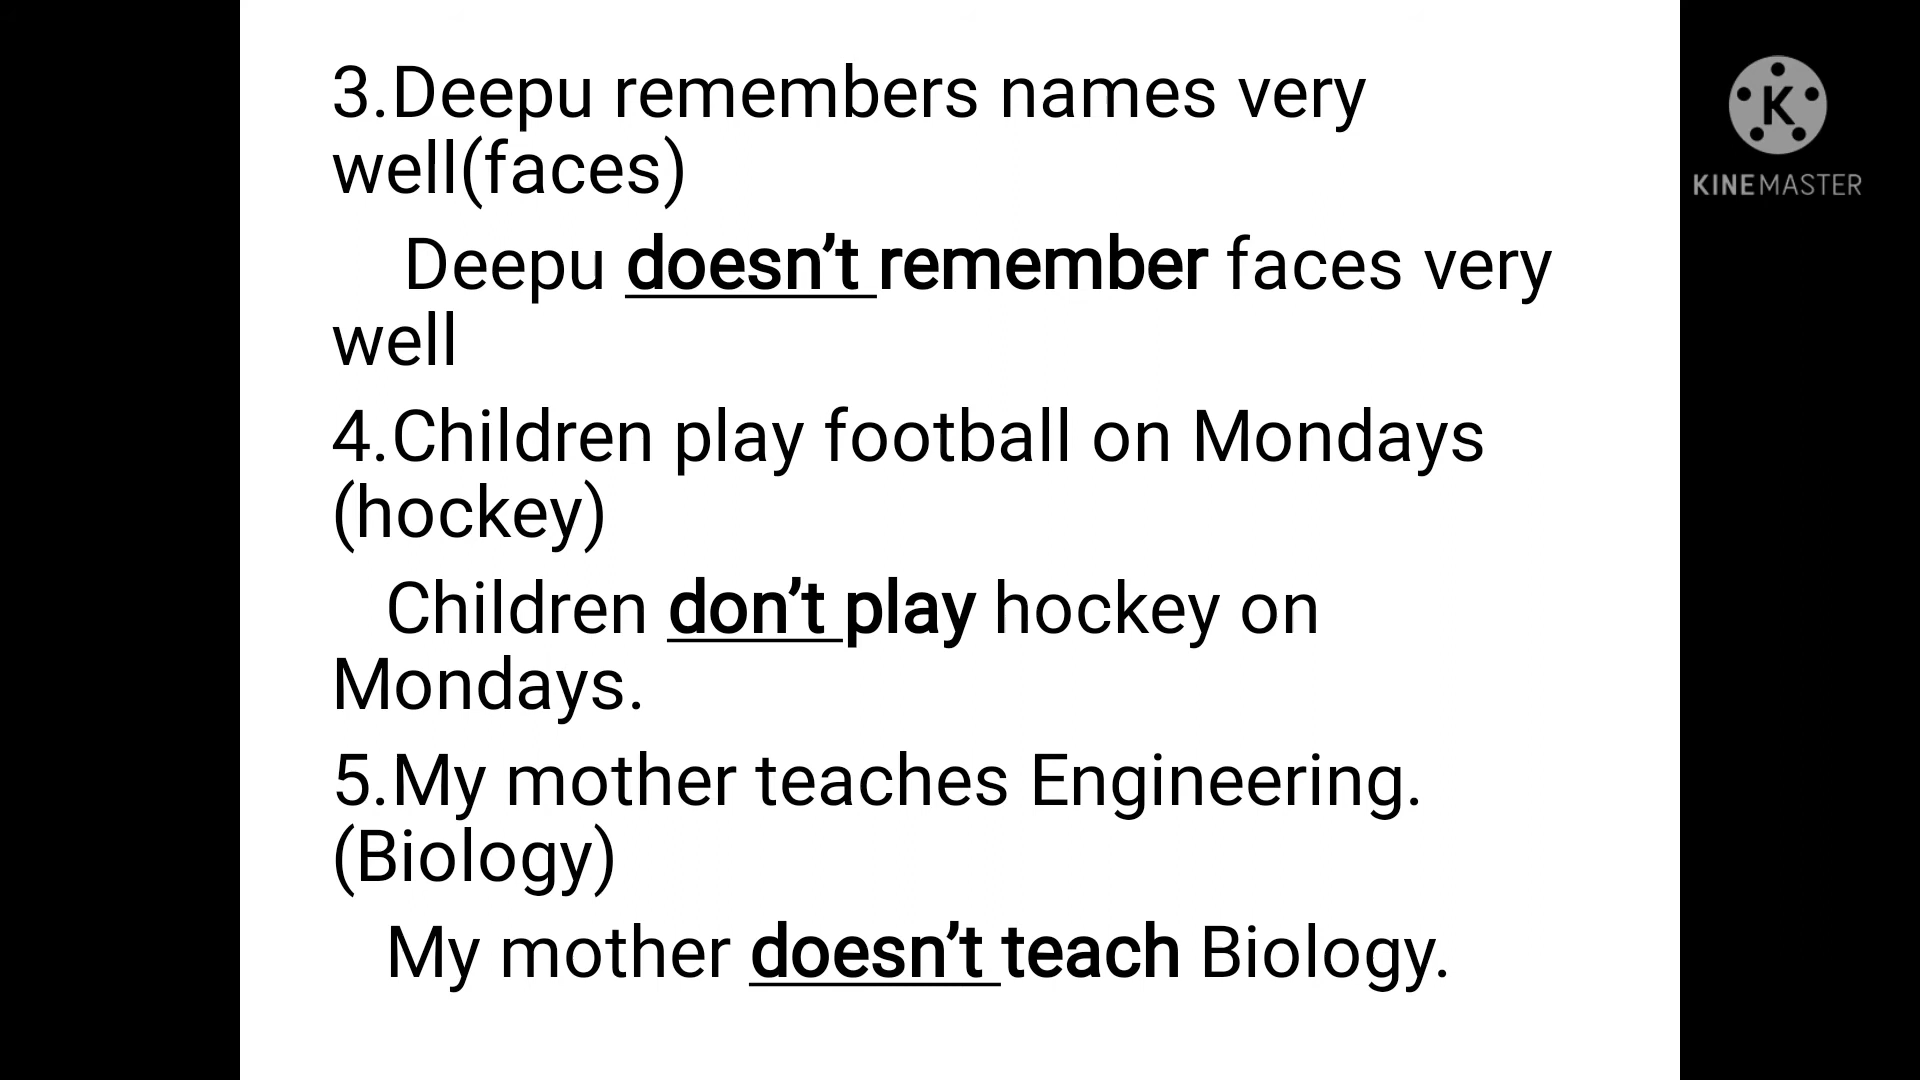 3.Deepu remembers names very
well(faces)
Deepu doesn’t remember faces very
well
4.Children play football on Mondays
(hockey)
Children don’t play hockey on
Mondays.
5.My mother teaches Engineering.
(Biology)
My mother doesn’t teach Biology.
K
KINEMASTER